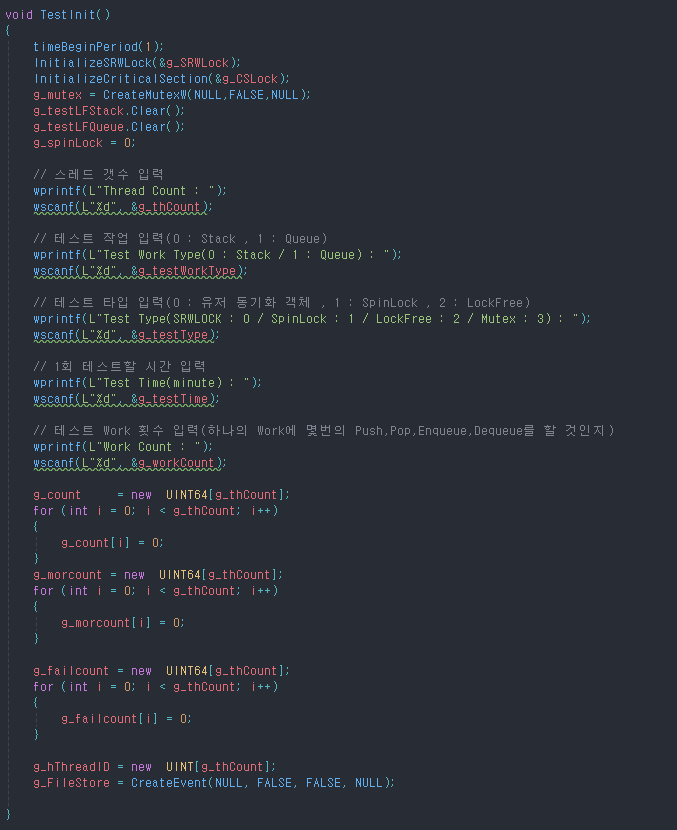 void TestInit()
{
    timeBeginPeriod(1);
    InitializeSRWLock(&g_SRWLock);
    InitializeCriticalSection(&g_CSLock);
    g_mutex = CreateMutexW(NULL,FALSE,NULL);
    g_testLFStack.Clear();
    g_testLFQueue.Clear();
    g_spinLock = 0;

    // 스레드 갯수 입력
    wprintf(L"Thread Count : ");
    wscanf(L"%d", &g_thCount);

    // 테스트 작업 입력(0 : Stack , 1 : Queue)
    wprintf(L"Test Work Type(0 : Stack / 1 : Queue) : ");
    wscanf(L"%d", &g_testWorkType);

    // 테스트 타입 입력(0 : 유저 동기화 객체 , 1 : SpinLock , 2 : LockFree)
    wprintf(L"Test Type(SRWLOCK : 0 / SpinLock : 1 / LockFree : 2 / Mutex : 3) : ");
    wscanf(L"%d", &g_testType);

    // 1회 테스트할 시간 입력
    wprintf(L"Test Time(minute) : ");
    wscanf(L"%d", &g_testTime);

    // 테스트 Work 횟수 입력(하나의 Work에 몇번의 Push,Pop,Enqueue,Dequeue를 할 것인지)
    wprintf(L"Work Count : ");
    wscanf(L"%d", &g_workCount);

    g_count     = new  UINT64[g_thCount];
    for (int i = 0; i < g_thCount; i++)
    {
        g_count[i] = 0;
    }
    g_morcount = new  UINT64[g_thCount];
    for (int i = 0; i < g_thCount; i++)
    {
        g_morcount[i] = 0;
    }

    g_failcount = new  UINT64[g_thCount];
    for (int i = 0; i < g_thCount; i++)
    {
        g_failcount[i] = 0;
    }

    g_hThreadID = new  UINT[g_thCount];
    g_FileStore = CreateEvent(NULL, FALSE, FALSE, NULL);

}